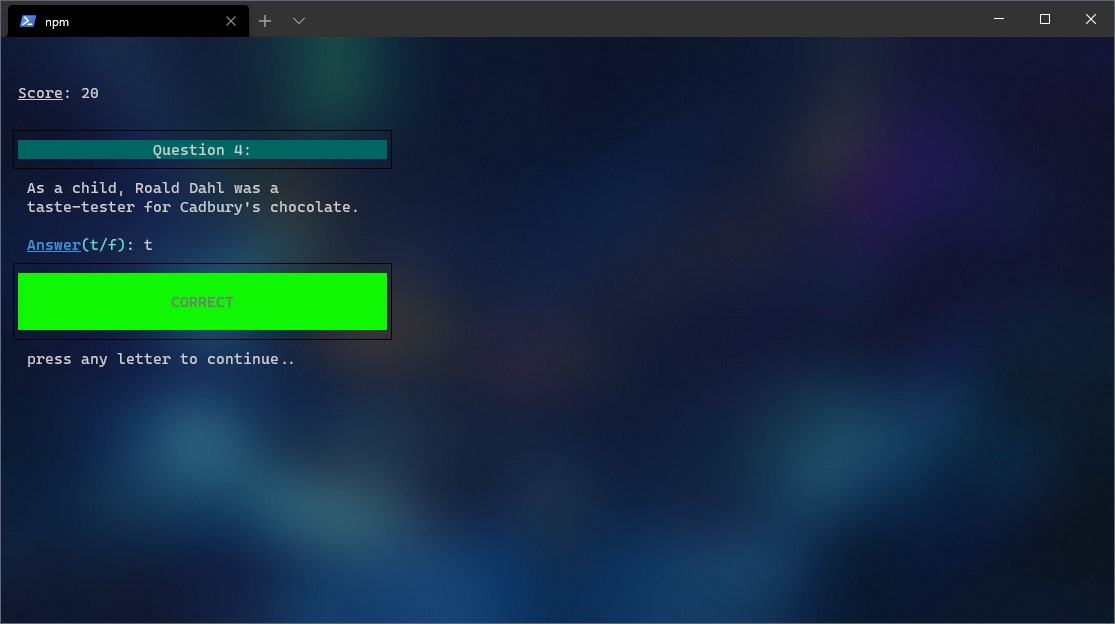 npm
Score: 20
Question 4:
As a child, Roald Dahl was a
taste-tester for Cadbury's chocolate.
Answer(t/f): t
CORRECT
press any letter to continue..